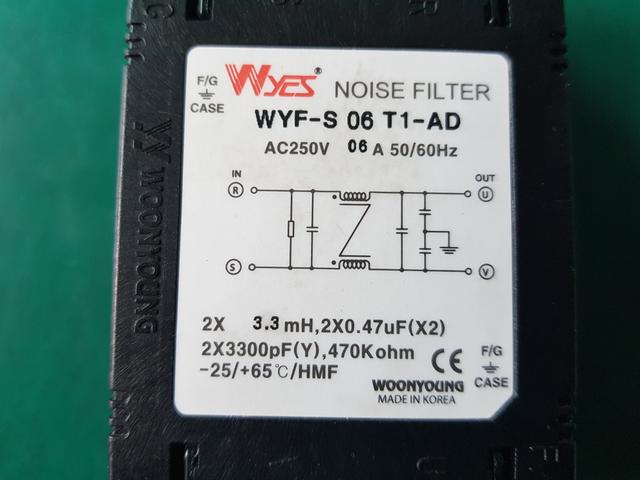 F/G
CASE
WYES®
NOISE FILTER
WYF-S 06 T1-AD
AC250V 06 A 50/60Hz
IN
OUT
R
U
S
V
2X 3.3 mH,2X0.47uF(X2)
2X3300pF(Y),470Kohm
-25/+65℃/HMF
CE
F/G
CASE
WOONYOUNG
MADE IN KOREA
WOONYOUNG